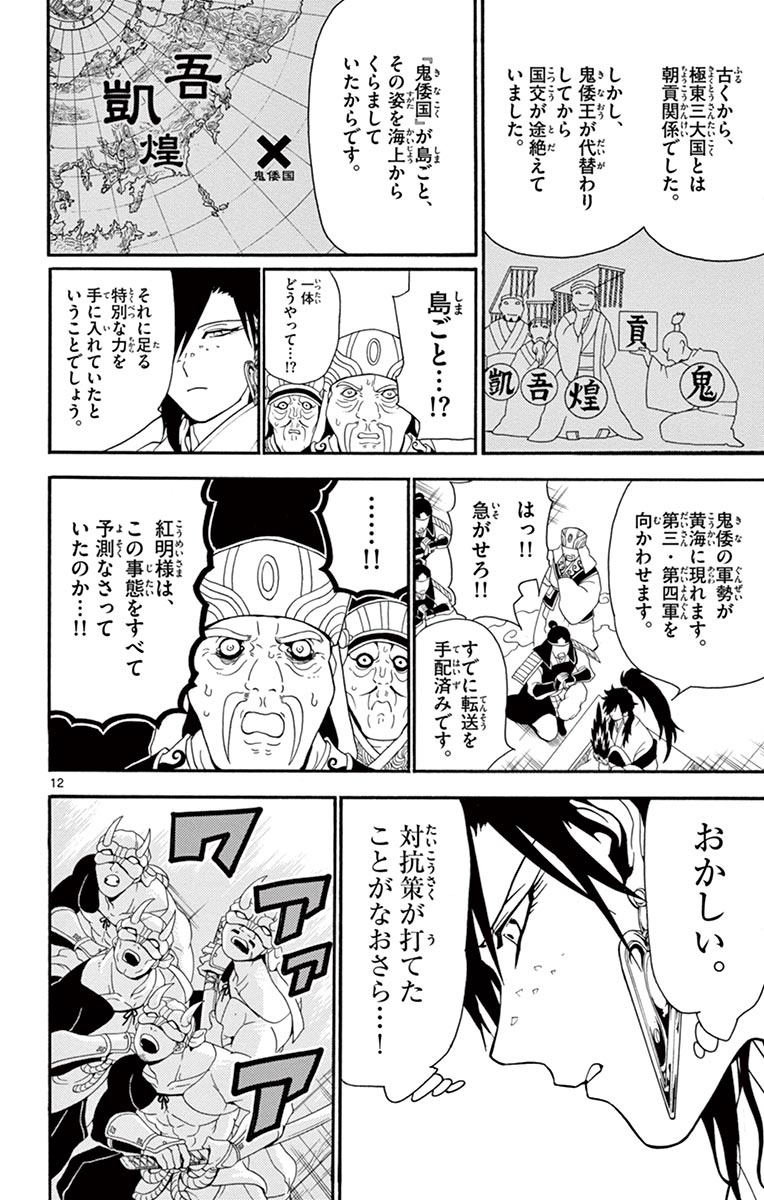 古くから、
極東三大国とは
朝貢関係でした。
しかし、
鬼倭王が代替わり
してから
国交が途絶えて
いました。
貢
鬼
煌
吾
凱
『鬼倭国』が島ごと、
その姿を海上から
くらまして
いたからです。
吾
凱
煌
鬼倭国
島ごと…!?
一体
どうやって…!?
それに足る
特別な力を
手に入れていたと
いうことでしょう。
鬼倭の軍勢が
黄海に現れます。
第三・第四軍を
向かわせます。
はっ!!
急がせろ!!
すでに転送を
手配済みです。
……!!
紅明様は、
この事態をすべて
予測なさって
いたのか…!!
12
おかしい。
対抗策が打てた
ことがなおさら…!
ワァアァア